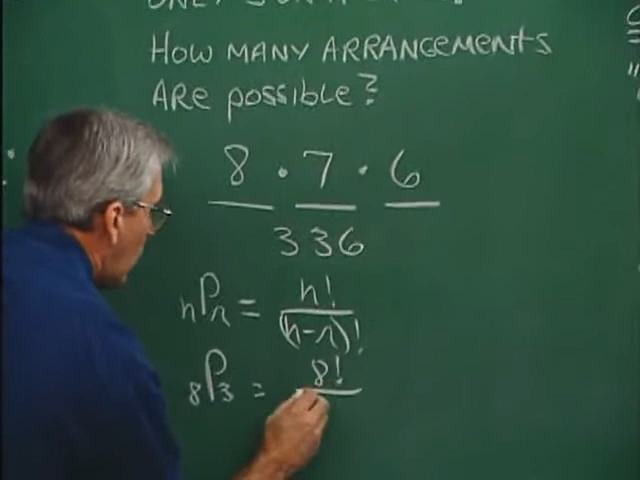 HOW MANY ARRANGEMENTS
ARE POSSIBLE?
8 · 7 · 6
336
nPr = n!
(n-r)!
8P3 = 8!